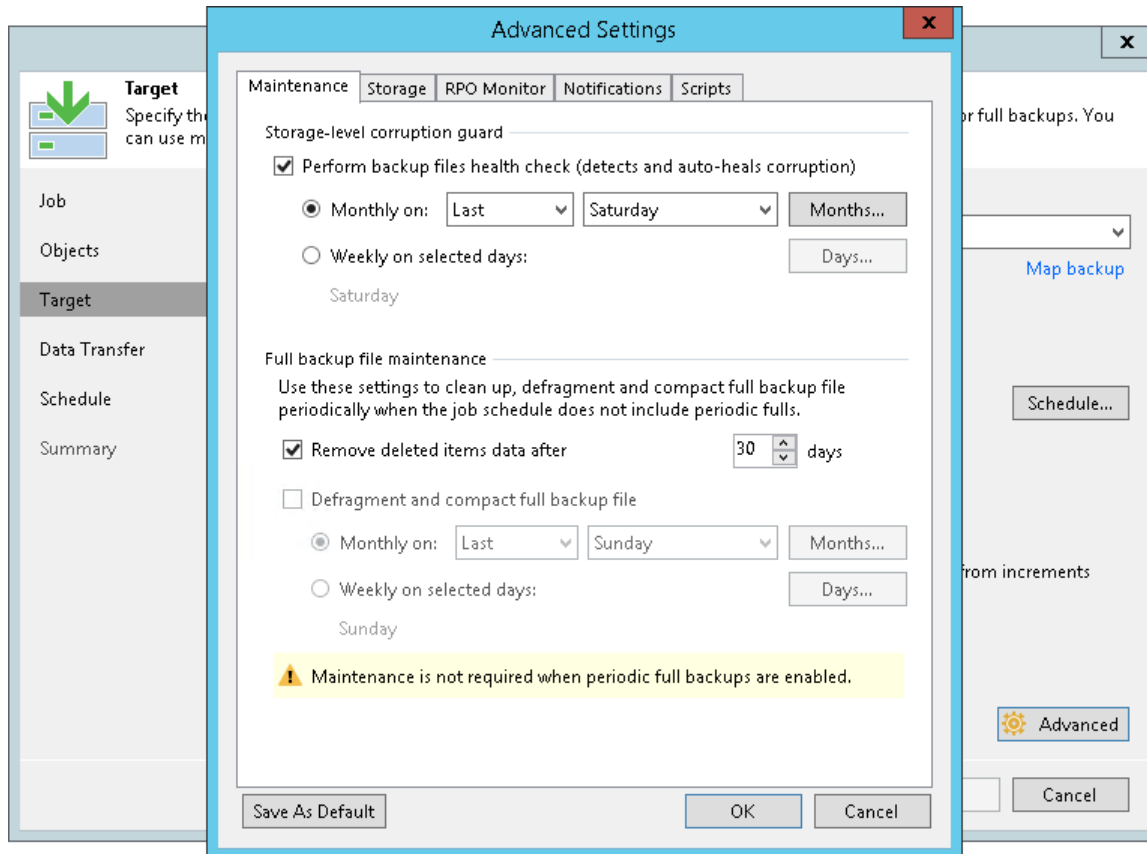 Advanced Settings
X
X
Target
Specify the
can use m
or full backups. You
Job
Objects
Target
Data Transfer
Schedule
Summary
Maintenance
Storage
RPO Monitor
Notifications
Scripts
Storage-level corruption guard
Perform backup files health check (detects and auto-heals corruption)
Monthly on: Last Saturday Months...
Weekly on selected days: Days...
Saturday
Full backup file maintenance
Use these settings to clean up, defragment and compact full backup file
periodically when the job schedule does not include periodic fulls.
Remove deleted items data after 30 days
Defragment and compact full backup file
Monthly on: Last Sunday Months...
Weekly on selected days: Days...
Sunday
Maintenance is not required when periodic full backups are enabled.
Save As Default
OK
Cancel
Map backup
Schedule...
from increments
Advanced
Cancel